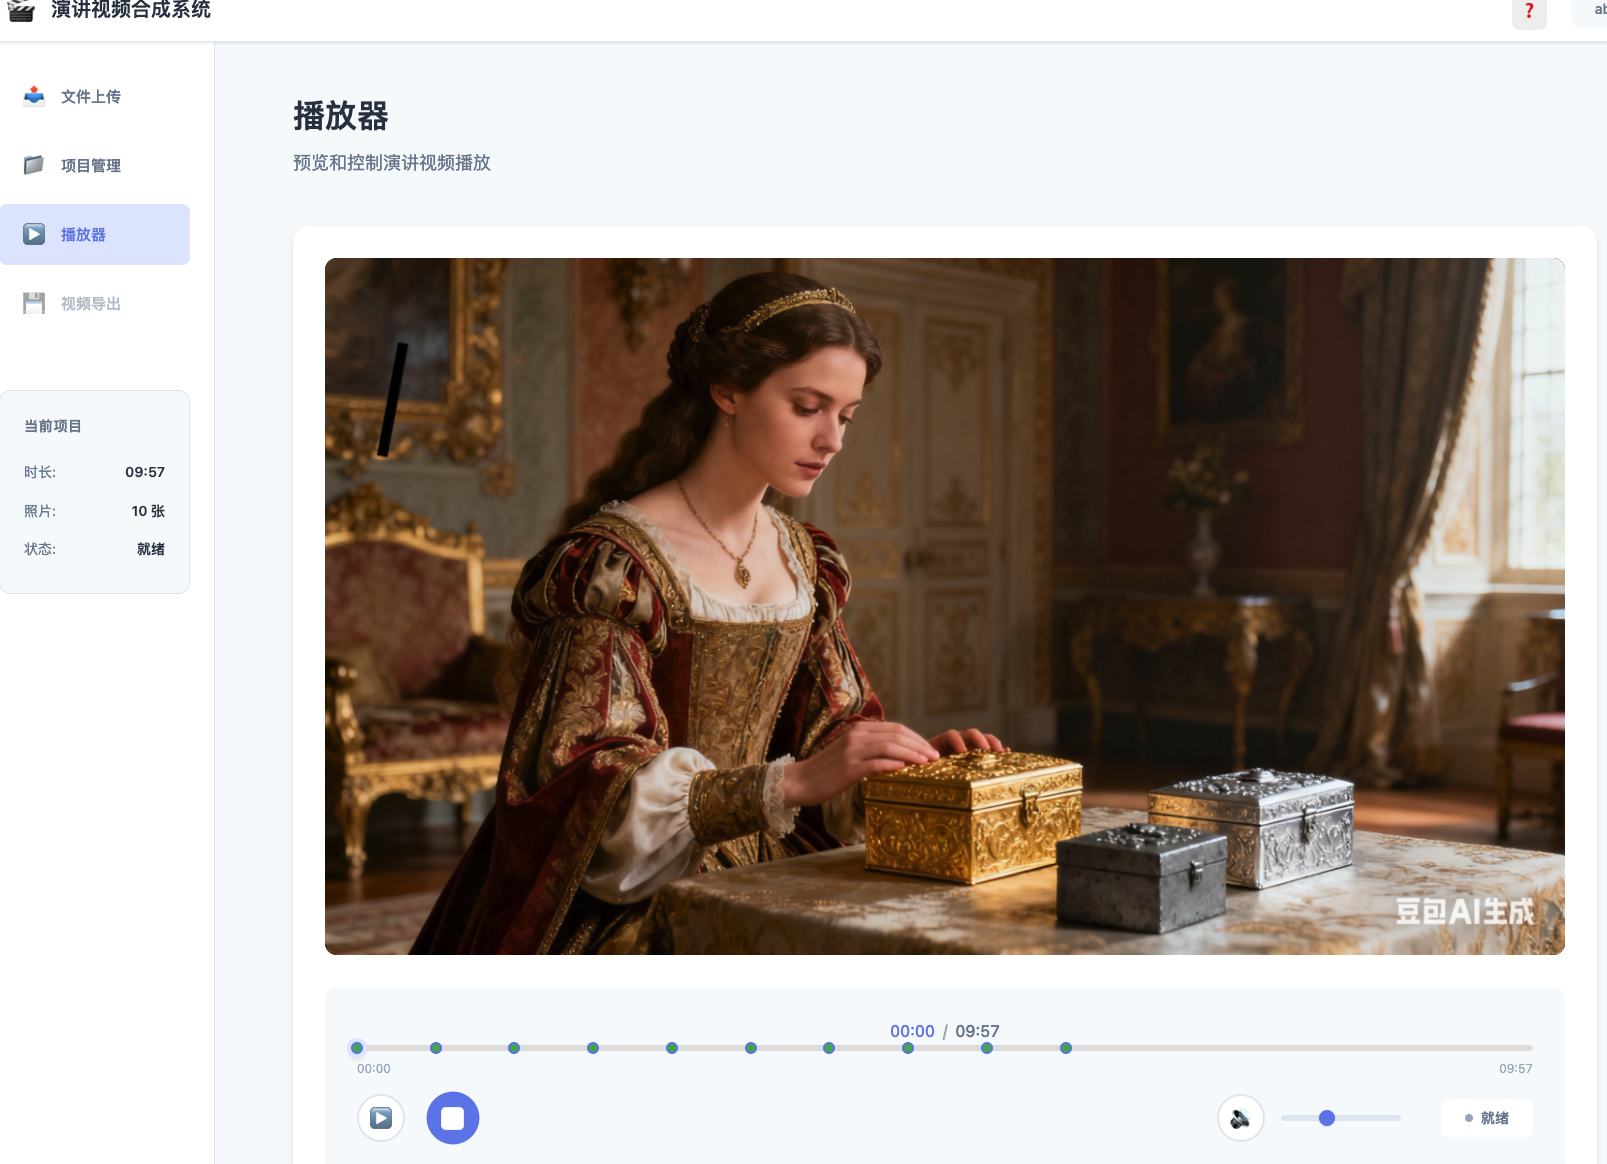 演讲视频合成系统
?
ab
文件上传
项目管理
播放器
视频导出
当前项目
时长: 09:57
照片: 10 张
状态: 就绪
播放器
预览和控制演讲视频播放
豆包AI生成
00:00 / 09:57
00:00
09:57
就绪